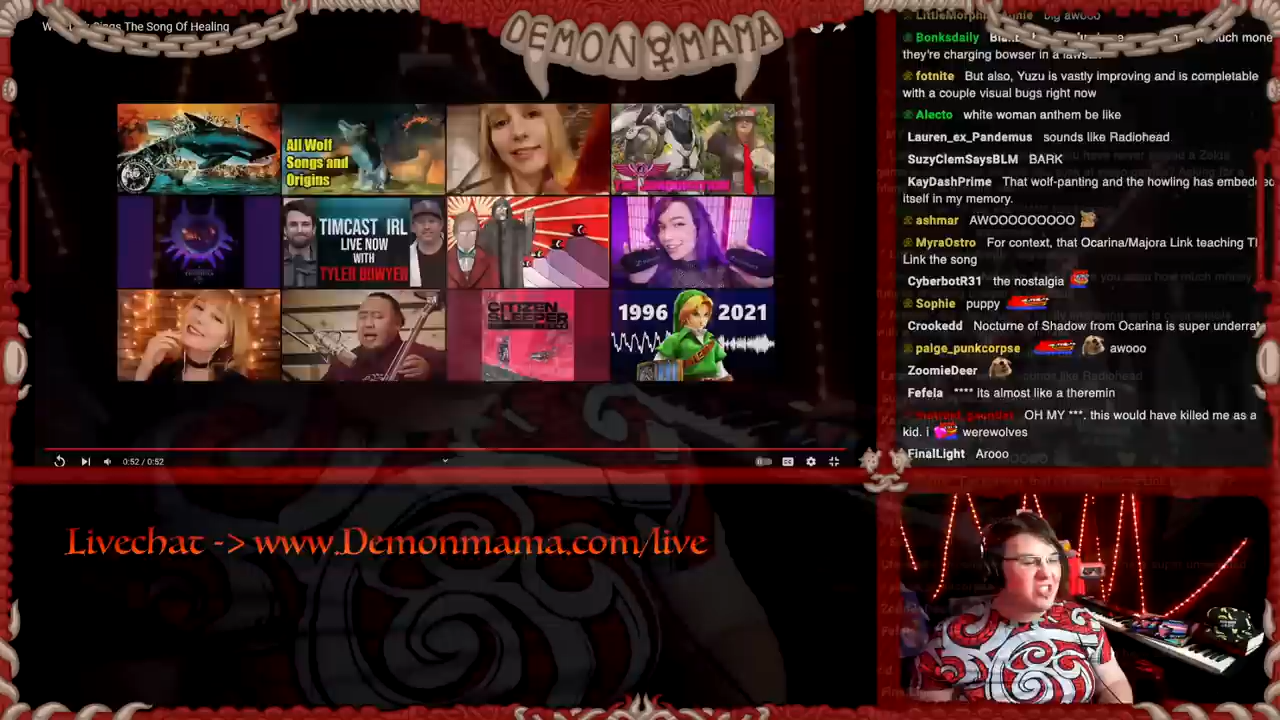 Sings The Song Of Healing
DEMON MAMA
All Wolf
Songs and
Origins
TIMCAST IRL
LIVE NOW
WITH
TYLER BOWYER
CITIZEN
SLEEPER
1996 2021
0:52 / 0:52
Livechat -> www.Demonmama.com/live
big awooo
Bonksdaily
they're charging bowser in a
fotnite But also, Yuzu is vastly improving and is completable
with a couple visual bugs right now
Alecto white woman anthem be like
Lauren_ex_Pandemus sounds like Radiohead
SuzyClemSaysBLM BARK
KayDashPrime That wolf-panting and the howling has embedded
itself in my memory.
ashmar AWOOOOOOOOO
MyraOstro For context, that Ocarina/Majora Link teaching
Link the song
CyberbotR31 the nostalgia
Sophie puppy
Crookedd Nocturne of Shadow from Ocarina is super underrat
paige_punkcorpse awooo
ZoomieDeer
Fefela **** its almost like a theremin
OH MY ***. this would have killed me as a
kid. i werewolves
FinalLight Arooo